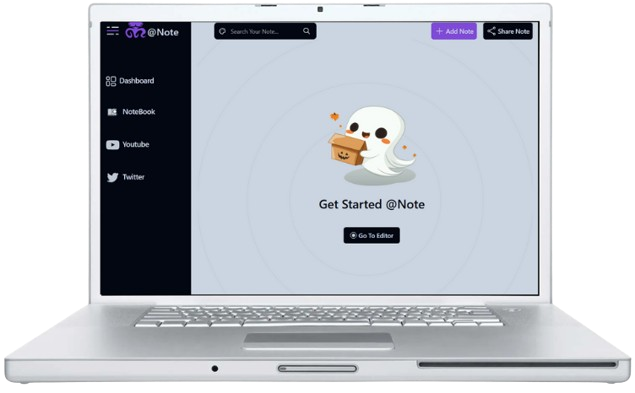 @Note
Search Your Note...
+ Add Note
Share Note
Dashboard
NoteBook
Youtube
Twitter
Get Started @Note
Go To Editor